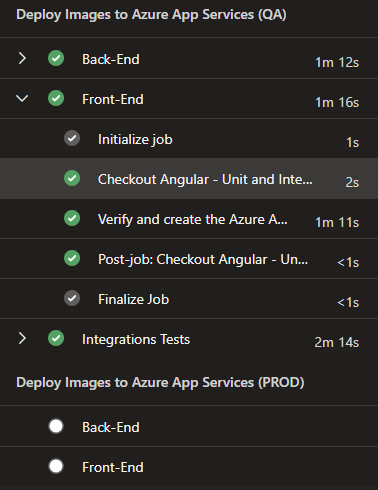 Deploy Images to Azure App Services (QA)
Back-End 1m 12s
Front-End 1m 16s
Initialize job 1s
Checkout Angular - Unit and Inte... 2s
Verify and create the Azure A... 1m 11s
Post-job: Checkout Angular - Un... <1s
Finalize Job <1s
Integrations Tests 2m 14s
Deploy Images to Azure App Services (PROD)
Back-End
Front-End